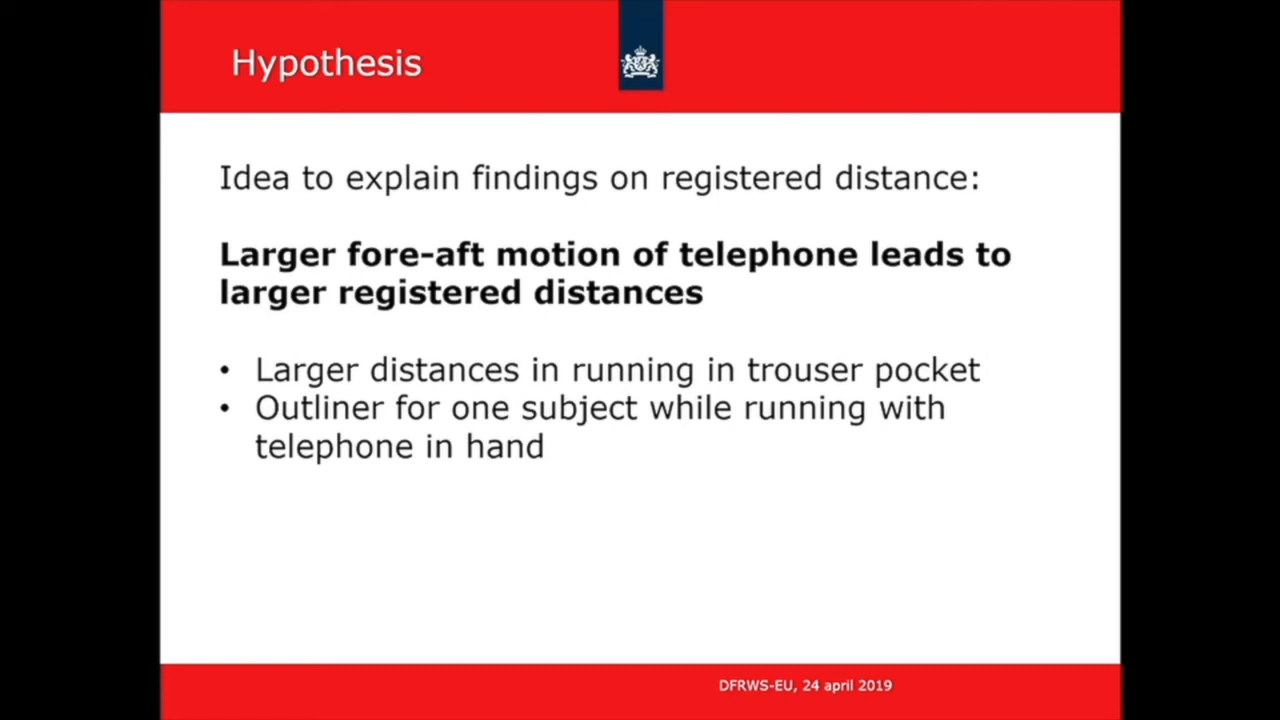 Hypothesis
Idea to explain findings on registered distance:
Larger fore-aft motion of telephone leads to
larger registered distances
• Larger distances in running in trouser pocket
• Outliner for one subject while running with
telephone in hand
DFRWS-EU, 24 april 2019